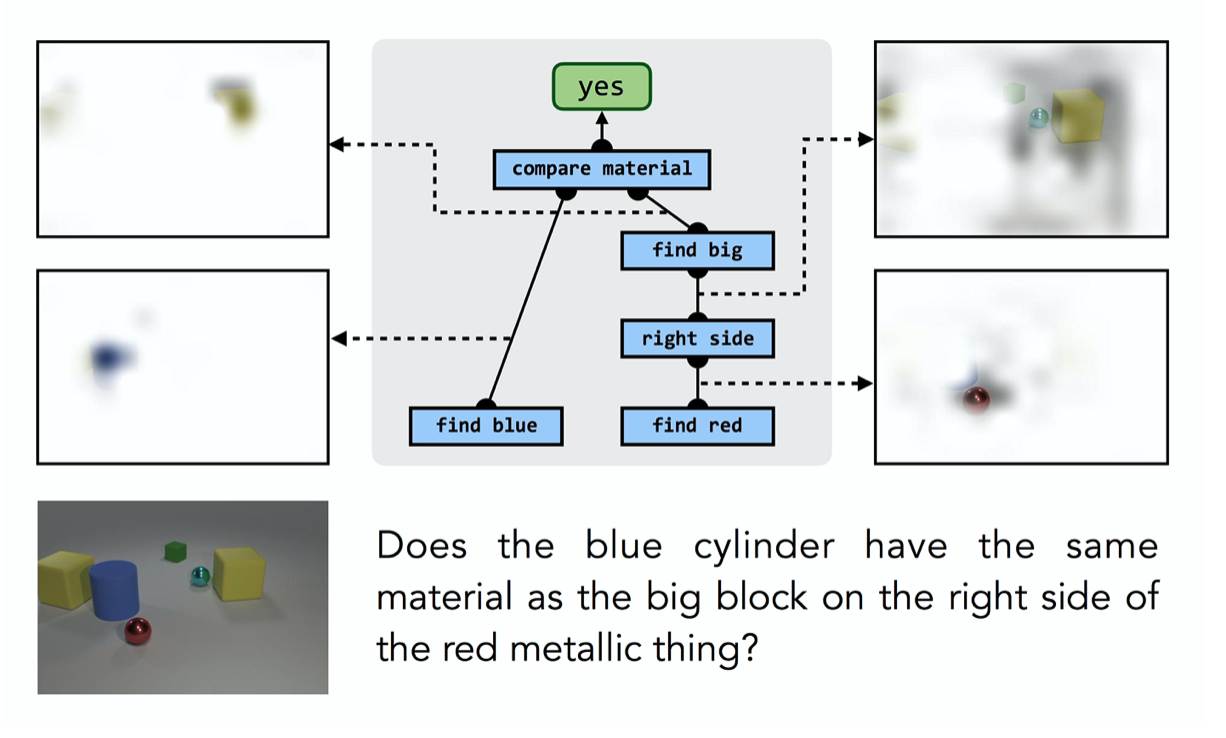 yes
compare material
find big
right side
find blue
find red
Does the blue cylinder have the same
material as the big block on the right side of
the red metallic thing?